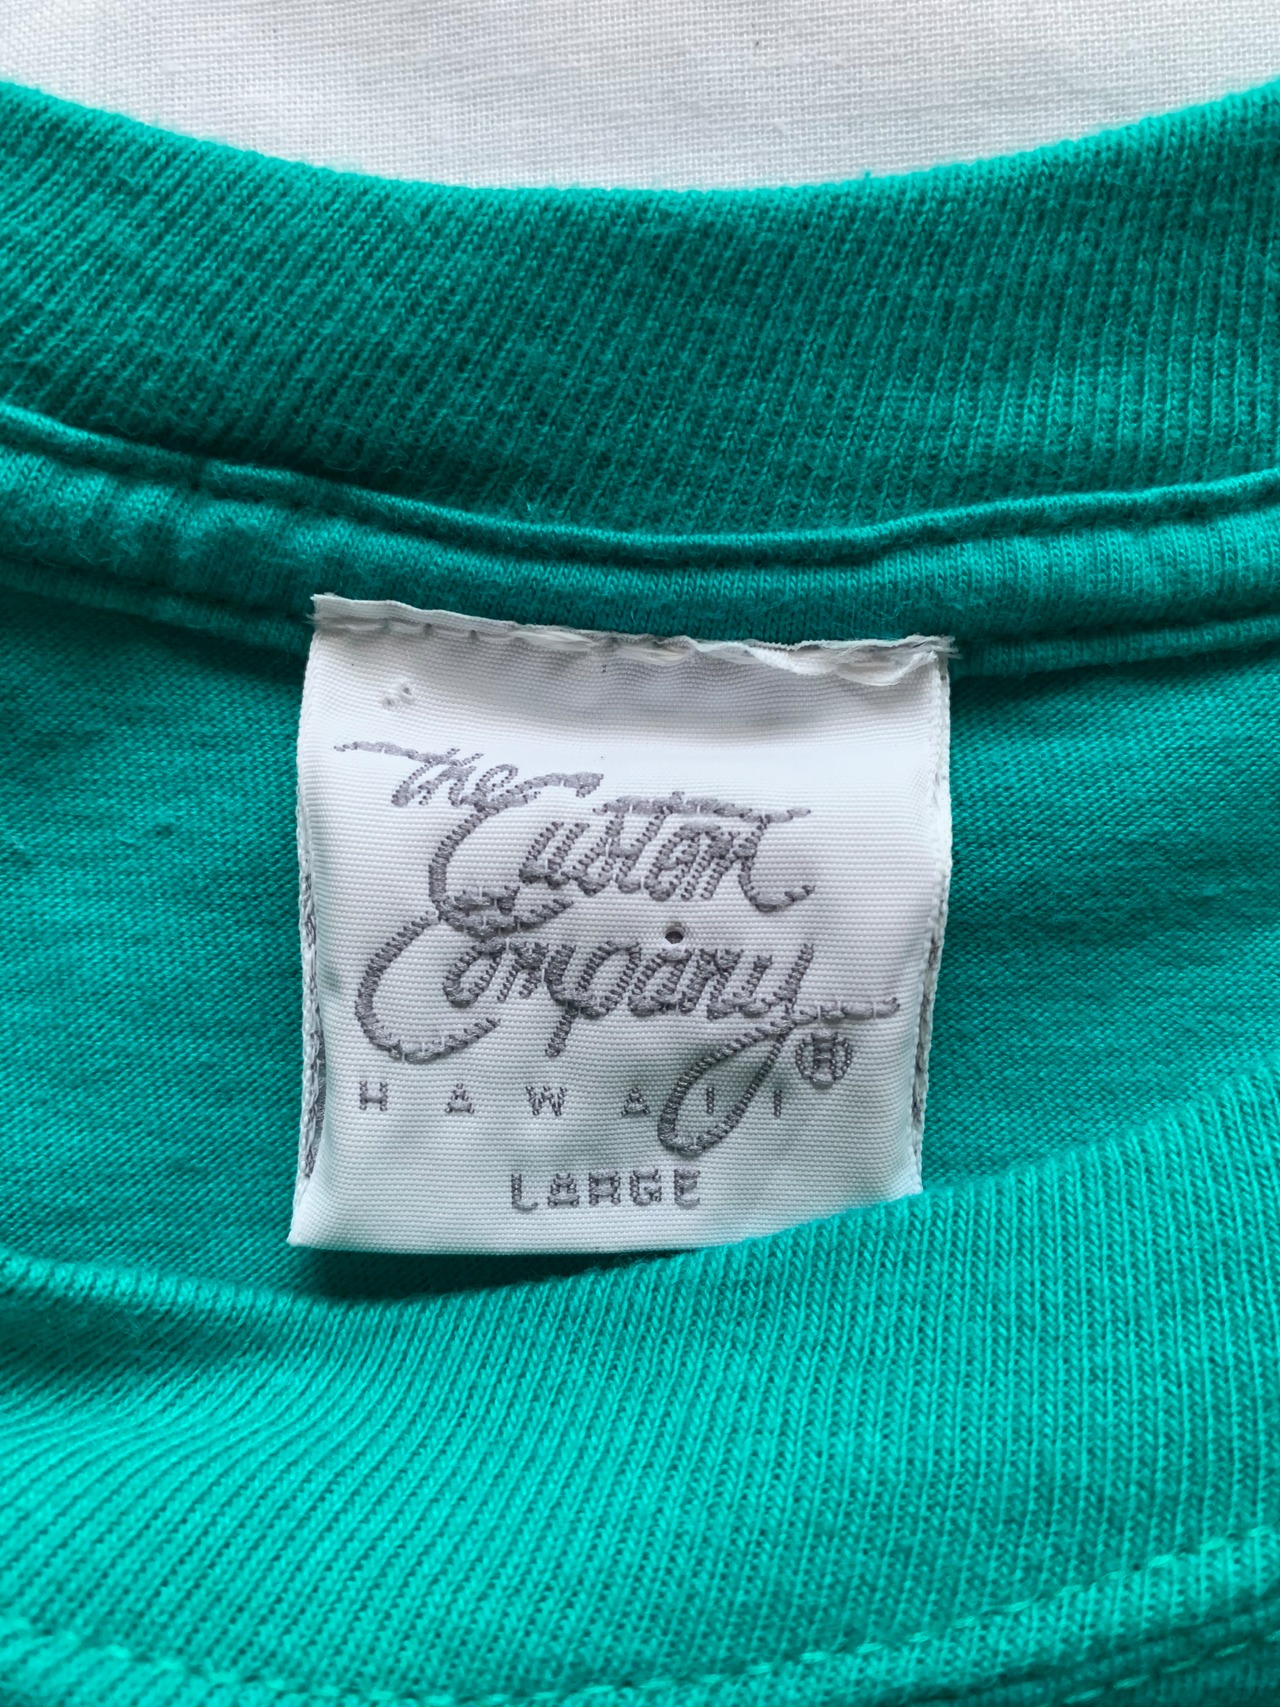 The
Custom
Company®
HAWAII
LARGE